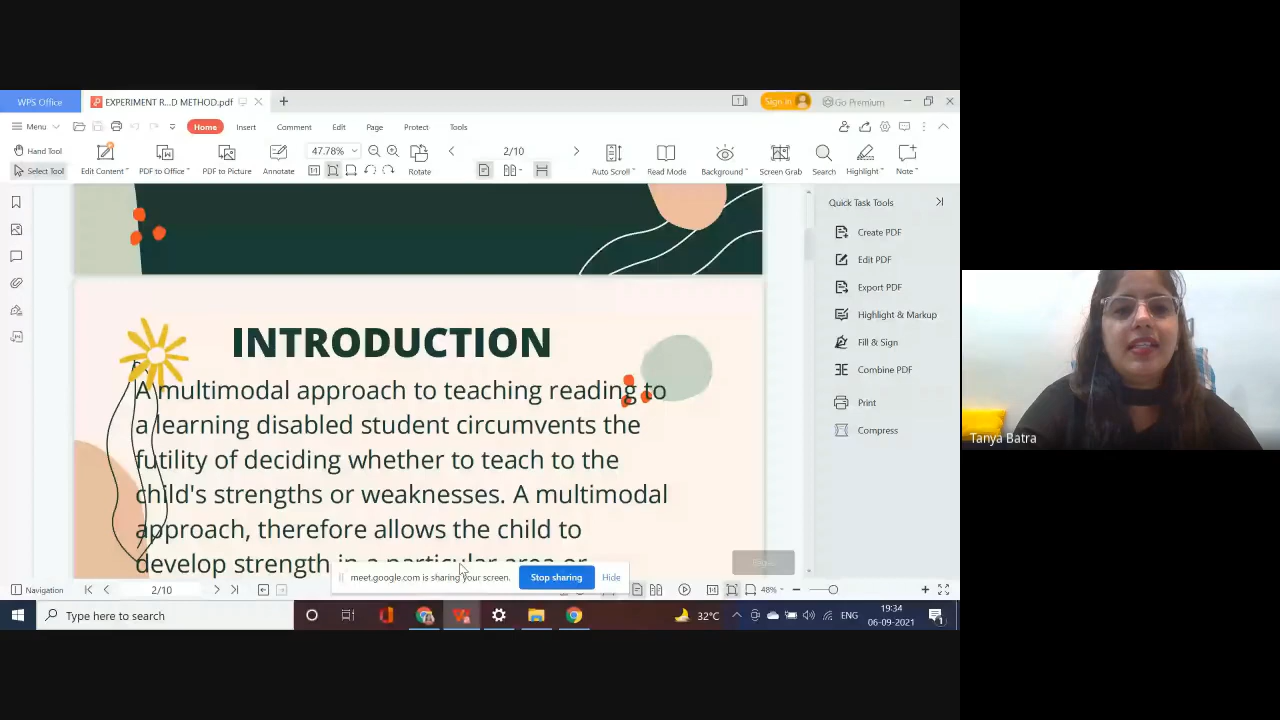 WPS Office
EXPERIMENT R...D METHOD.pdf
Sign in
Go Premium
Menu
Home
Insert
Comment
Edit
Page
Protect
Tools
Hand Tool
Select Tool
Edit Content
PDF to Office
PDF to Picture
Annotate
47.78%
Rotate
2/10
Auto Scroll
Read Mode
Background
Screen Grab
Search
Highlight
Note
INTRODUCTION
A multimodal approach to teaching reading to
a learning disabled student circumvents the
futility of deciding whether to teach to the
child's strengths or weaknesses. A multimodal
approach, therefore allows the child to
develop strength in a particular area or
Quick Task Tools
Create PDF
Edit PDF
Export PDF
Highlight & Markup
Fill & Sign
Combine PDF
Print
Compress
Tanya Batra
meet.google.com is sharing your screen.
Stop sharing
Hide
Navigation
2/10
48%
Type here to search
32°C
ENG
19:34
06-09-2021
1